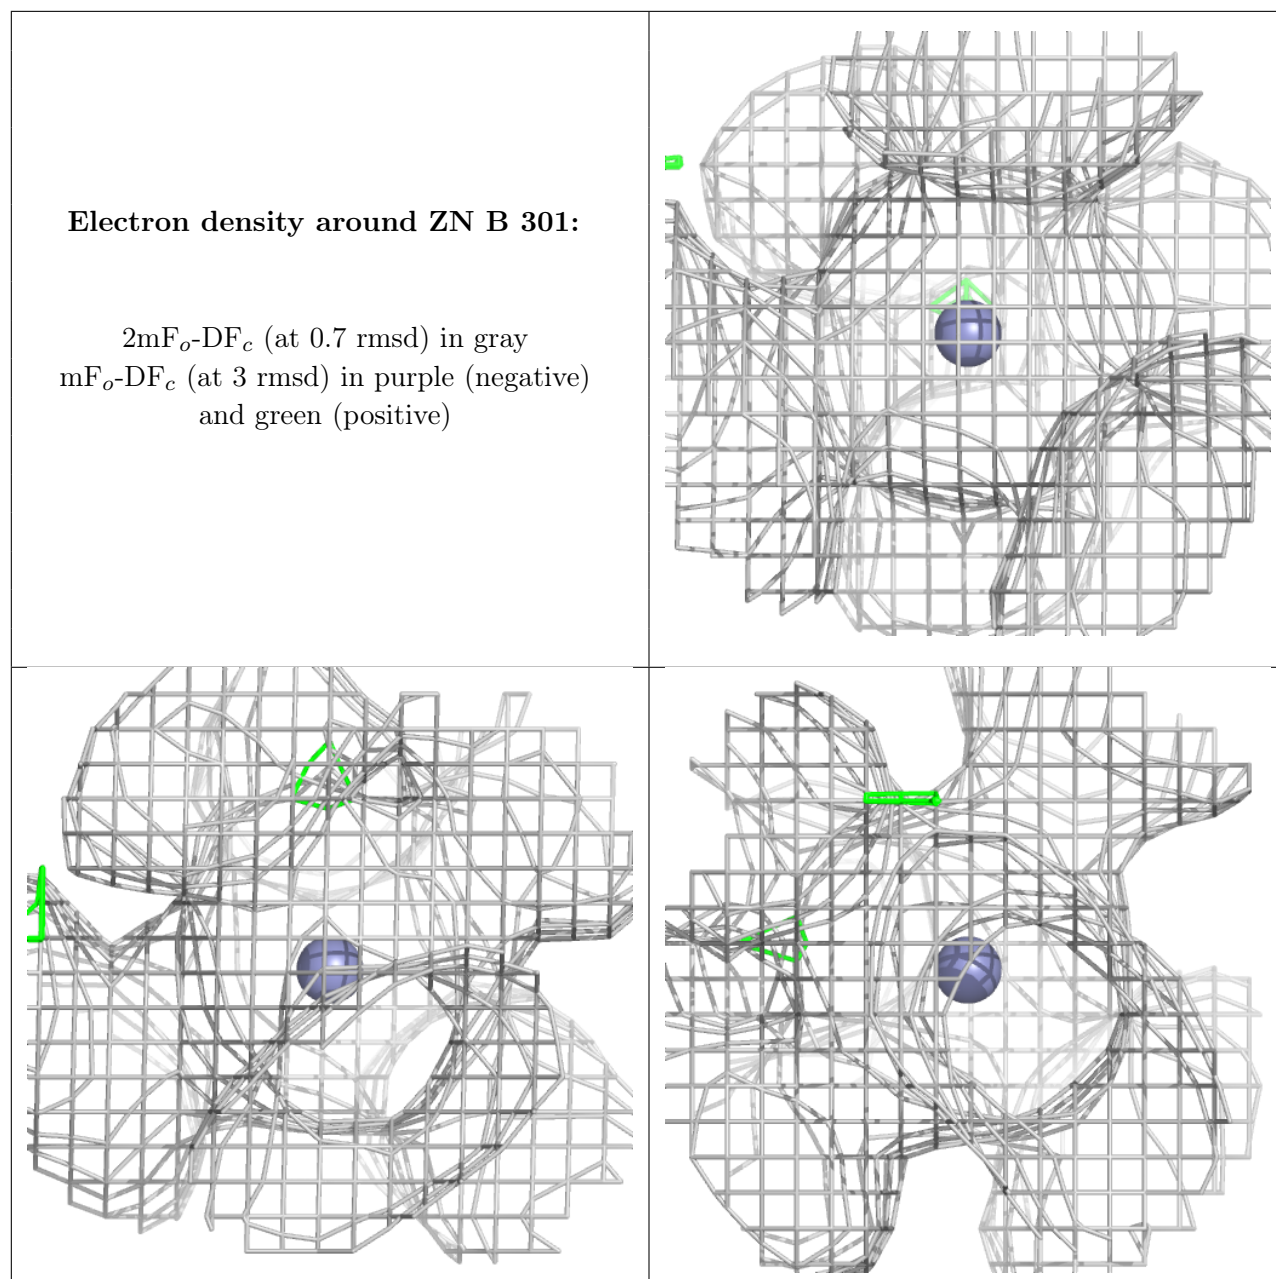 Electron density around ZN B 301:
2mFo-DFc (at 0.7 rmsd) in gray
mFo-DFc (at 3 rmsd) in purple (negative)
and green (positive)